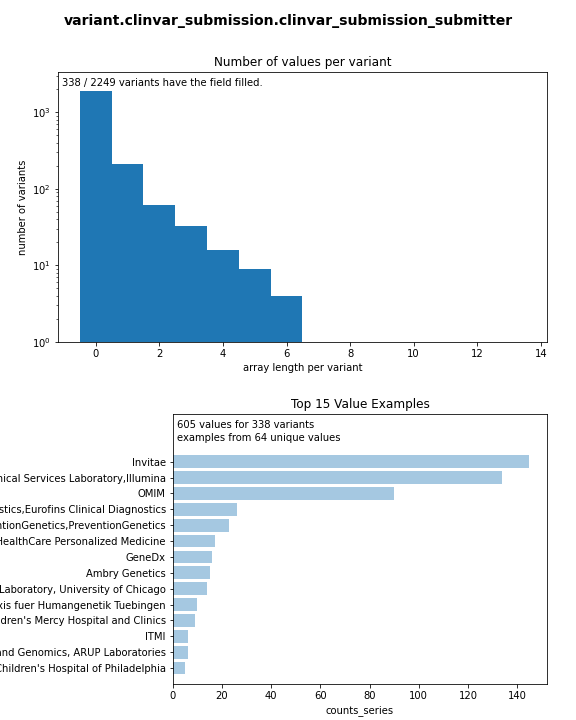 variant.clinvar_submission.clinvar_submission_submitter
Number of values per variant
338 / 2249 variants have the field filled.
number of variants
10³
10²
10¹
10⁰
0 2 4 6 8 10 12 14
array length per variant
Top 15 Value Examples
605 values for 338 variants
examples from 64 unique values
Invitae
nical Services Laboratory,Illumina
OMIM
stics,Eurofins Clinical Diagnostics
ntionGenetics,PreventionGenetics
HealthCare Personalized Medicine
GeneDx
Ambry Genetics
Laboratory, University of Chicago
xis fuer Humangenetik Tuebingen
dren's Mercy Hospital and Clinics
ITMI
and Genomics, ARUP Laboratories
Children's Hospital of Philadelphia
0 20 40 60 80 100 120 140
counts_series